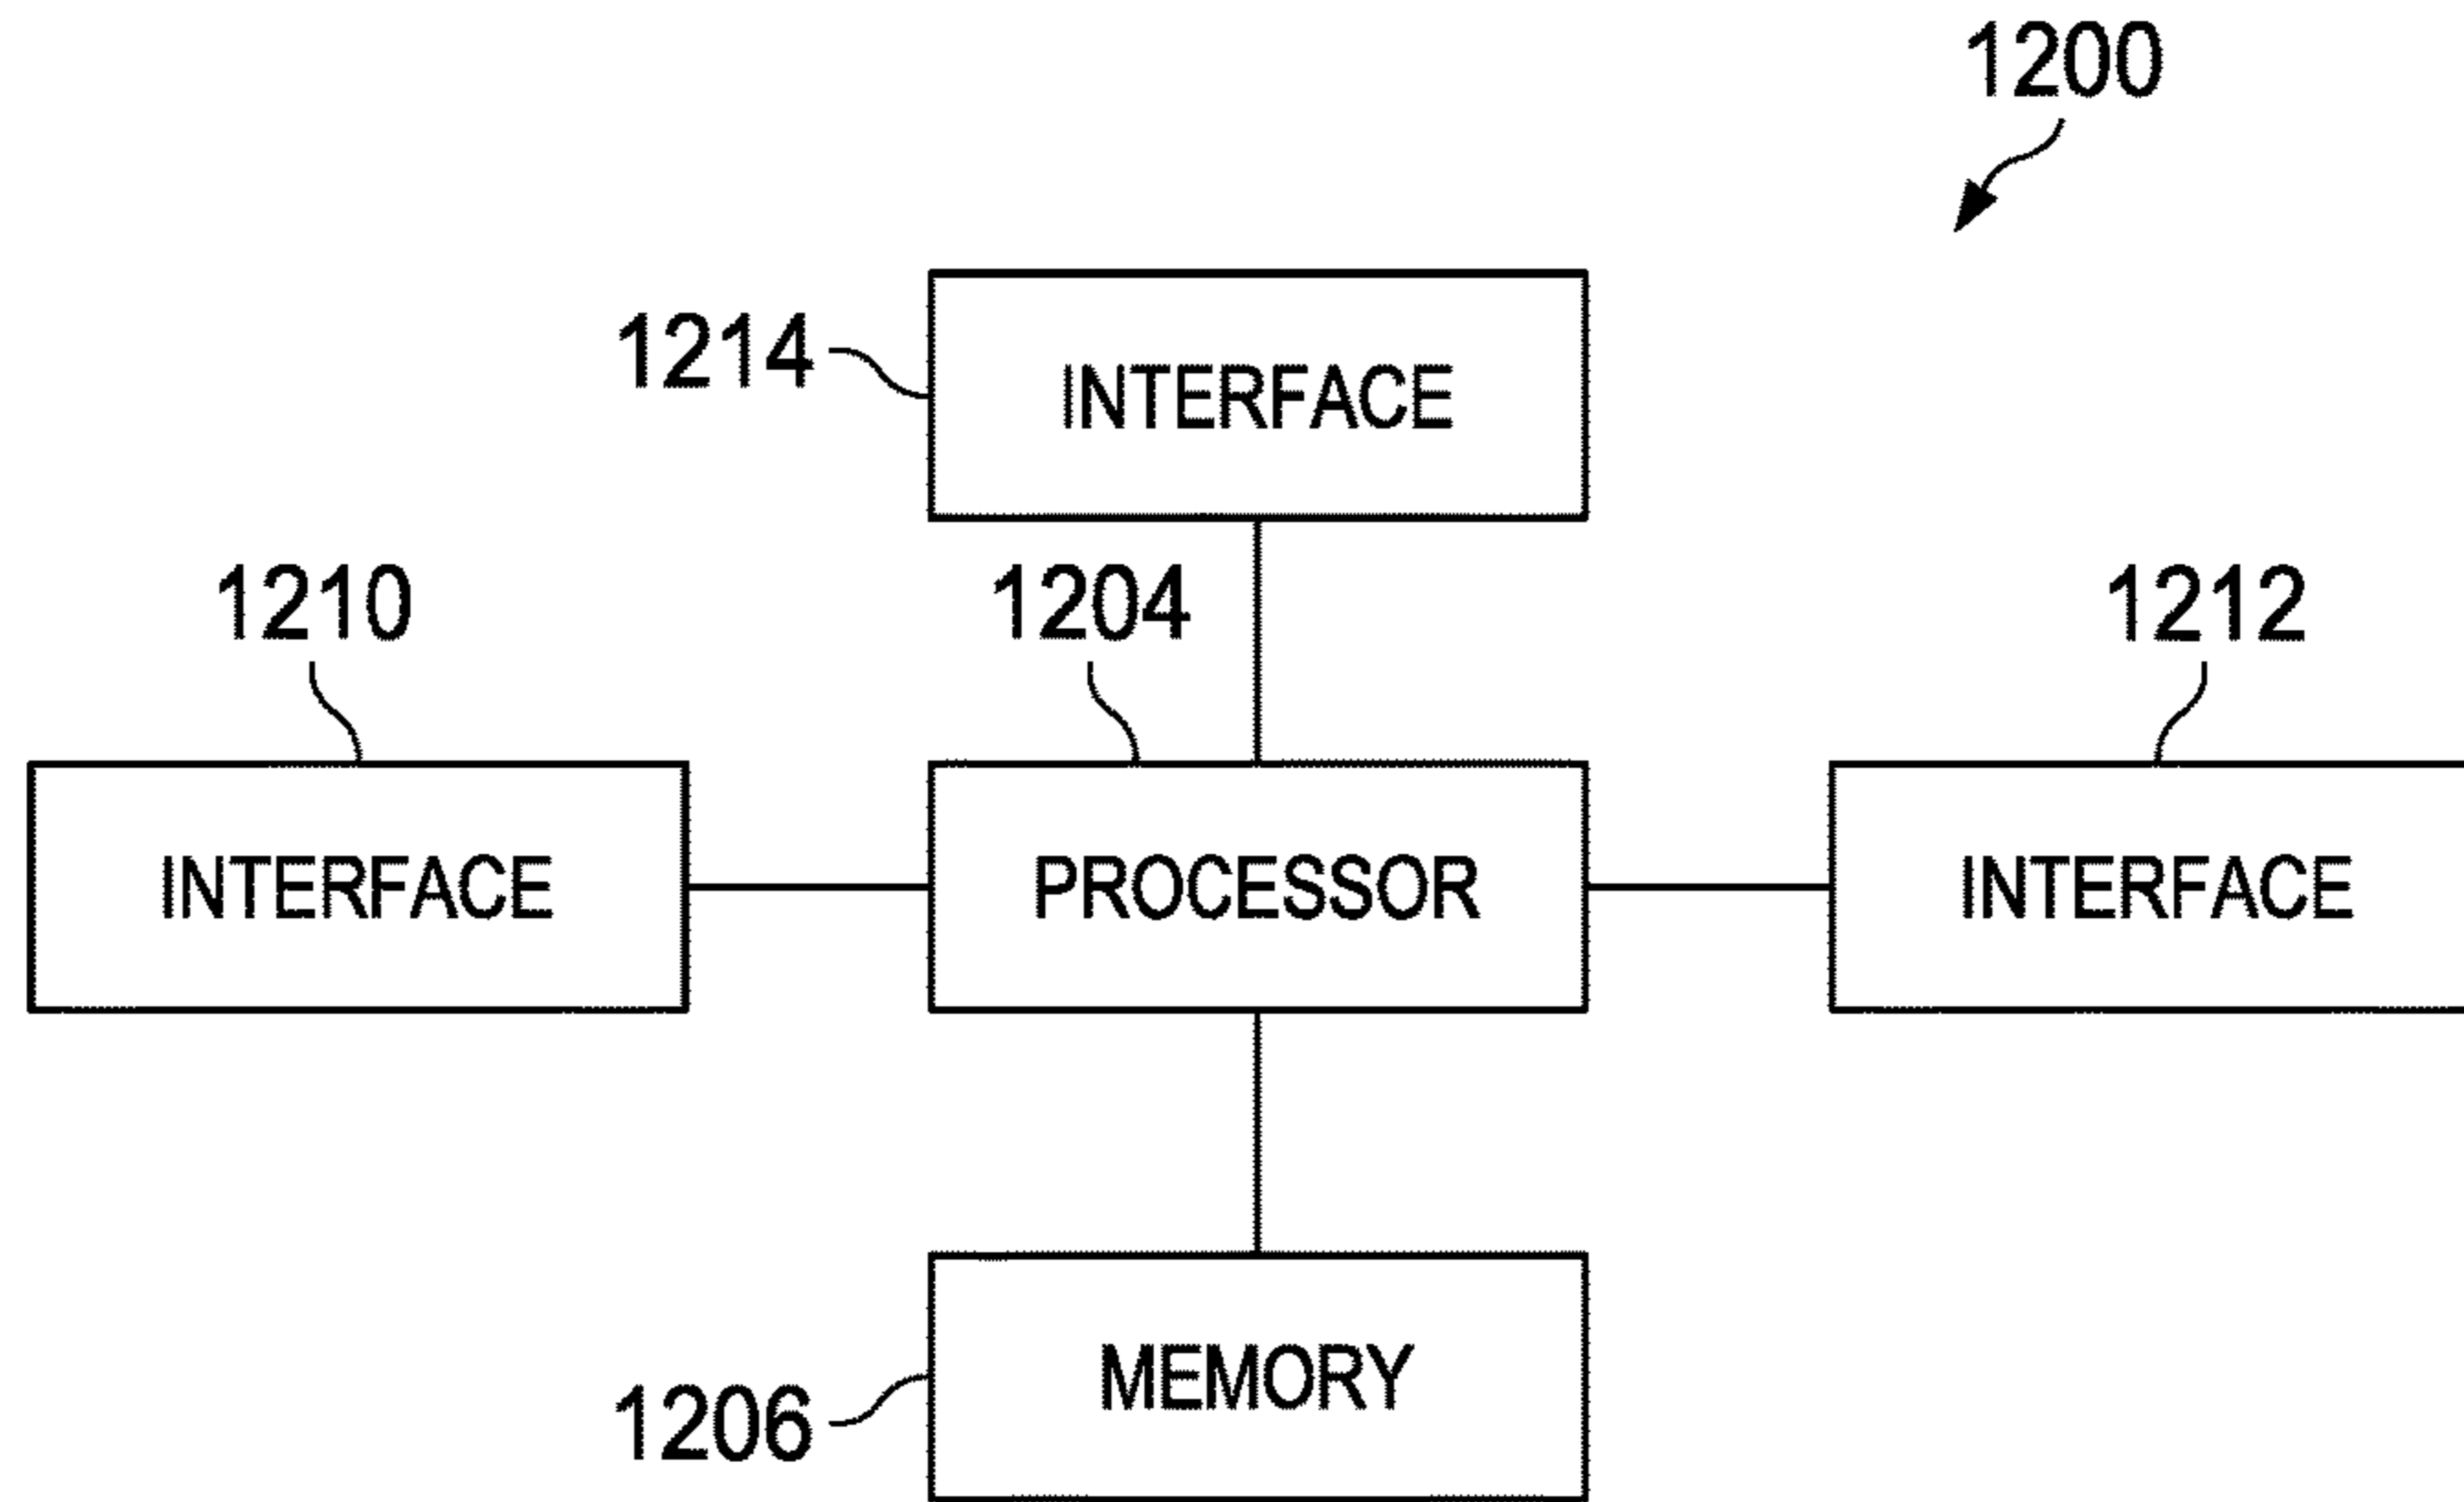 1200
1214
INTERFACE
1210
1204
1212
INTERFACE
PROCESSOR
INTERFACE
MEMORY
1206